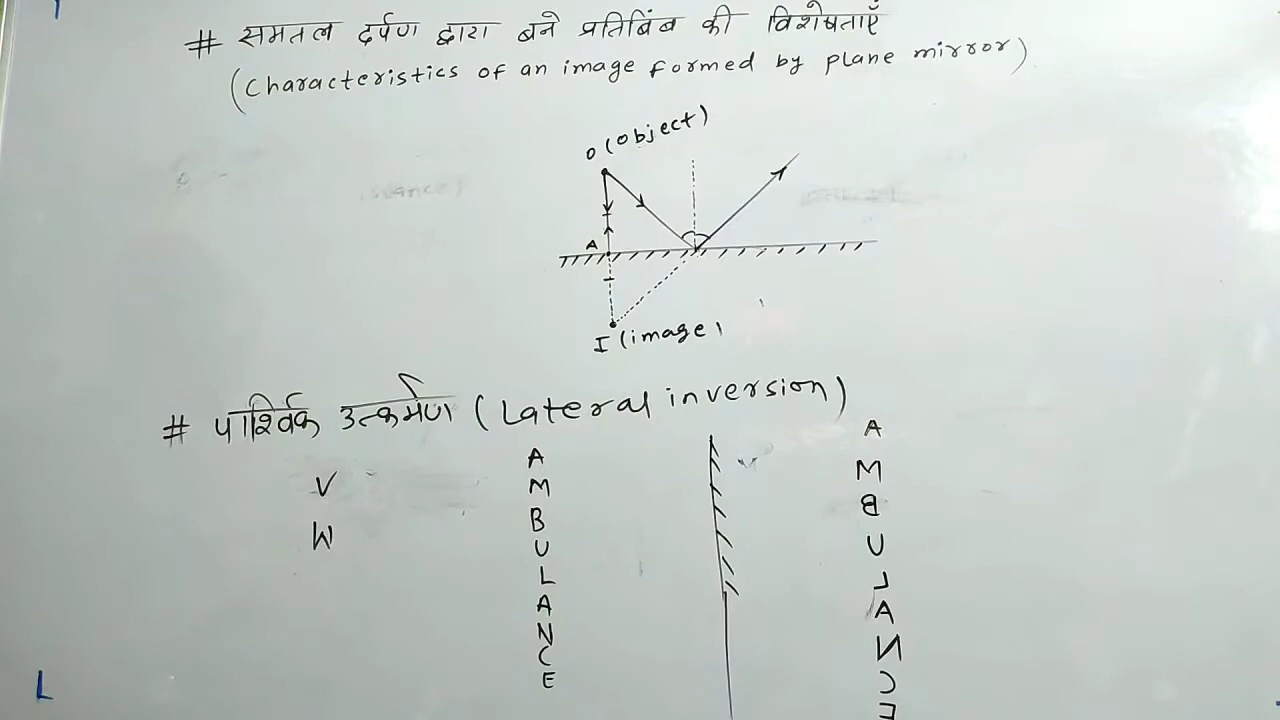 # समतल दर्पण द्वारा बने प्रतिबिंब की विशेषताएँ
(Characteristics of an image formed by plane mirror)
O (object)
A
I (image)
# पार्श्विक उत्क्रमण (Lateral inversion)
V
W
A
M
B
U
L
A
N
C
E
A
M
B
U
L
A
N
C
E
L